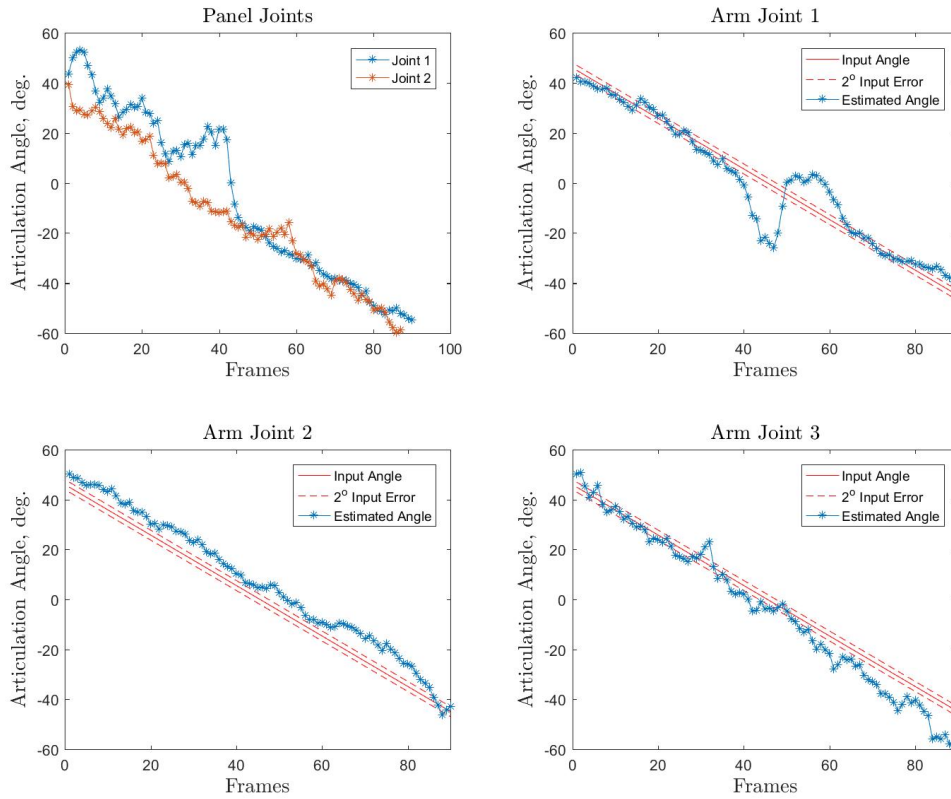 Panel Joints
Articulation Angle, deg.
60
40
20
0
-20
-40
-60
Joint 1
Joint 2
0 20 40 60 80 100
Frames
Arm Joint 1
Articulation Angle, deg.
60
40
20
0
-20
-40
-60
Input Angle
2° Input Error
Estimated Angle
0 20 40 60 80
Frames
Arm Joint 2
Articulation Angle, deg.
60
40
20
0
-20
-40
-60
Input Angle
2° Input Error
Estimated Angle
0 20 40 60 80
Frames
Arm Joint 3
Articulation Angle, deg.
60
40
20
0
-20
-40
-60
Input Angle
2° Input Error
Estimated Angle
0 20 40 60 80
Frames